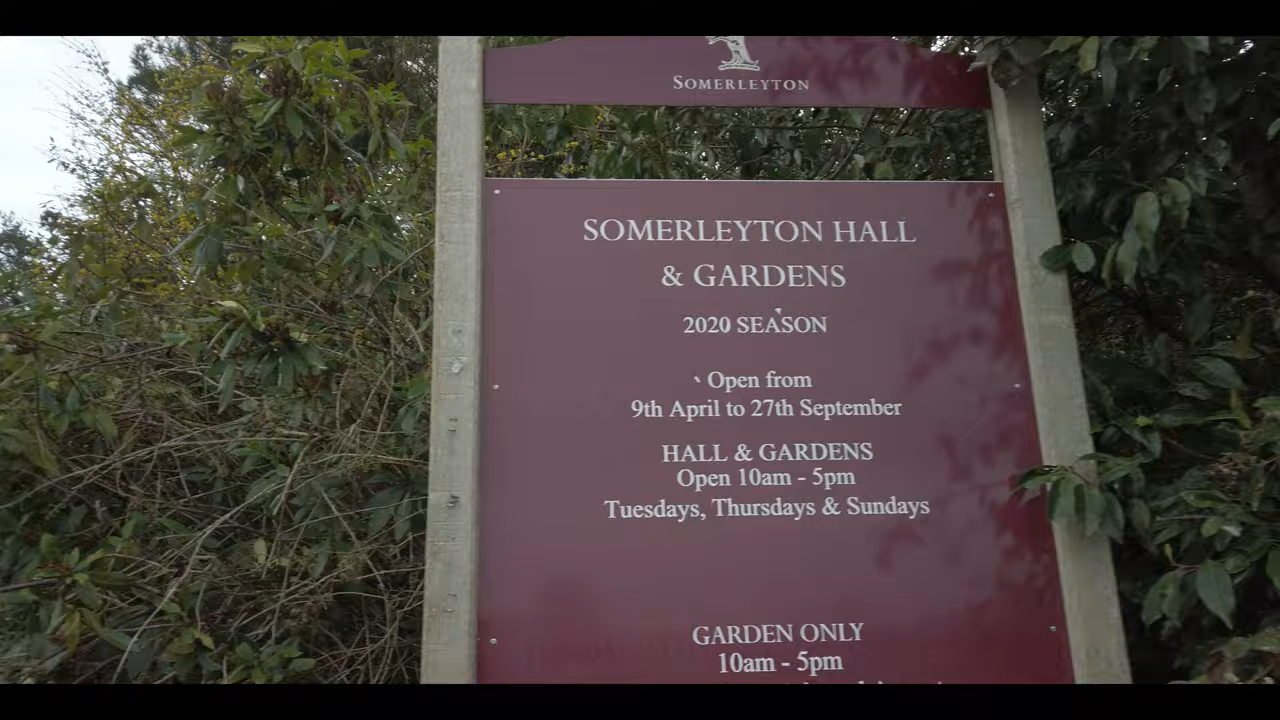 SOMERLEYTON
SOMERLEYTON HALL
& GARDENS
2020 SEASON
Open from
9th April to 27th September
HALL & GARDENS
Open 10am - 5pm
Tuesdays, Thursdays & Sundays
GARDEN ONLY
10am - 5pm